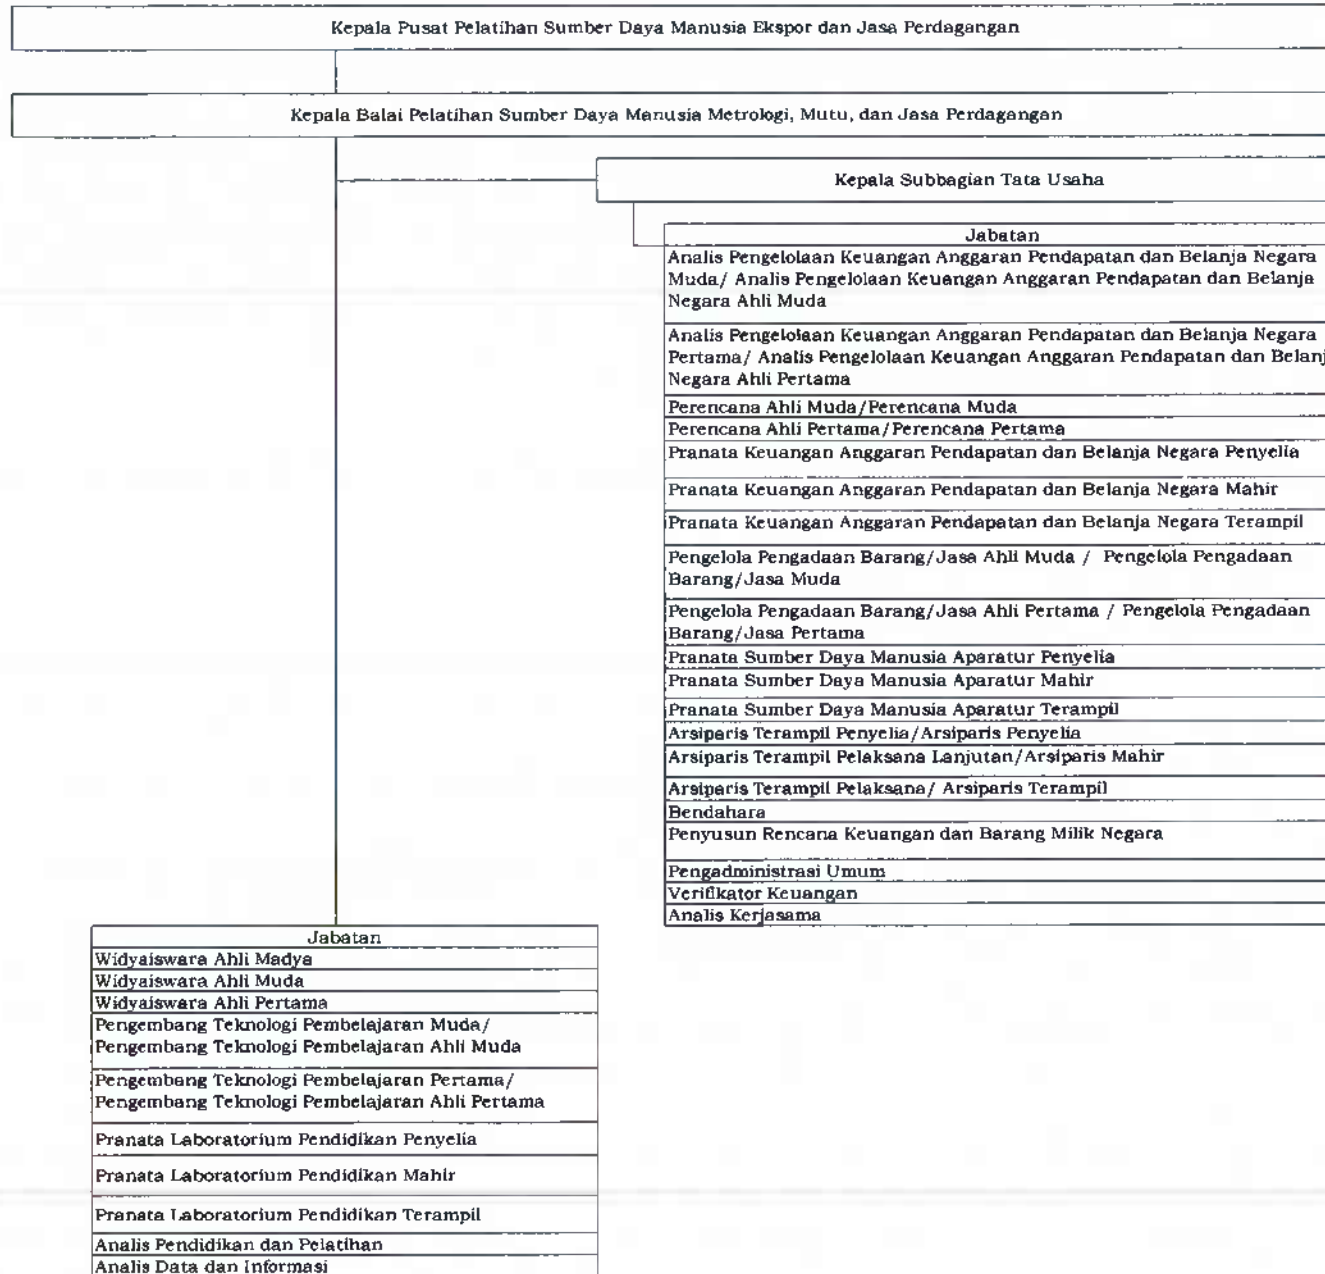 Kepala Pusat Pelatihan Sumber Daya Manusia Ekspor dan Jasa Perdagangan
Kepala Balai Pelatihan Sumber Daya Manusia Metrologi, Mutu, dan Jasa Perdagangan
Kepala Subbagian Tata Usaha
Jabatan
Analis Pengelolaan Keuangan Anggaran Pendapatan dan Belanja Negara
Muda/ Analis Pengelolaan Keuangan Anggaran Pendapatan dan Belanja
Negara Ahli Muda
Analis Pengelolaan Keuangan Anggaran Pendapatan dan Belanja Negara
Pertama/ Analis Pengelolaan Keuangan Anggaran Pendapatan dan Belanj
Negara Ahli Pertama
Perencana Ahli Muda/Perencana Muda
Perencana Ahli Pertama/Perencana Pertama
Pranata Keuangan Anggaran Pendapatan dan Belanja Negara Penyelia
Pranata Keuangan Anggaran Pendapatan dan Belanja Negara Mahir
Pranata Keuangan Anggaran Pendapatan dan Belanja Negara Terampil
Pengelola Pengadaan Barang/Jasa Ahli Muda / Pengelola Pengadaan
Barang/Jasa Muda
Pengelola Pengadaan Barang/Jasa Ahli Pertama / Pengelola Pengadaan
Barang/Jasa Pertama
Pranata Sumber Daya Manusia Aparatur Penyelia
Pranata Sumber Daya Manusia Aparatur Mahir
Pranata Sumber Daya Manusia Aparatur Terampil
Arsiparis Terampil Penyelia/Arsiparis Penyelia
Arsiparis Terampil Pelaksana Lanjutan/Arsiparis Mahir
Arsiparis Terampil Pelaksana/ Arsiparis Terampil
Bendahara
Penyusun Rencana Keuangan dan Barang Milik Negara
Pengadministrasi Umum
Verifikator Keuangan
Analis Kerjasama
Jabatan
Widyaiswara Ahli Madya
Widyaiswara Ahli Muda
Widyaiswara Ahli Pertama
Pengembang Teknologi Pembelajaran Muda/
Pengembang Teknologi Pembelajaran Ahli Muda
Pengembang Teknologi Pembelajaran Pertama/
Pengembang Teknologi Pembelajaran Ahli Pertama
Pranata Laboratorium Pendidikan Penyelia
Pranata Laboratorium Pendidikan Mahir
Pranata Laboratorium Pendidikan Terampil
Analis Pendidikan dan Pelatihan
Analis Data dan Informasi